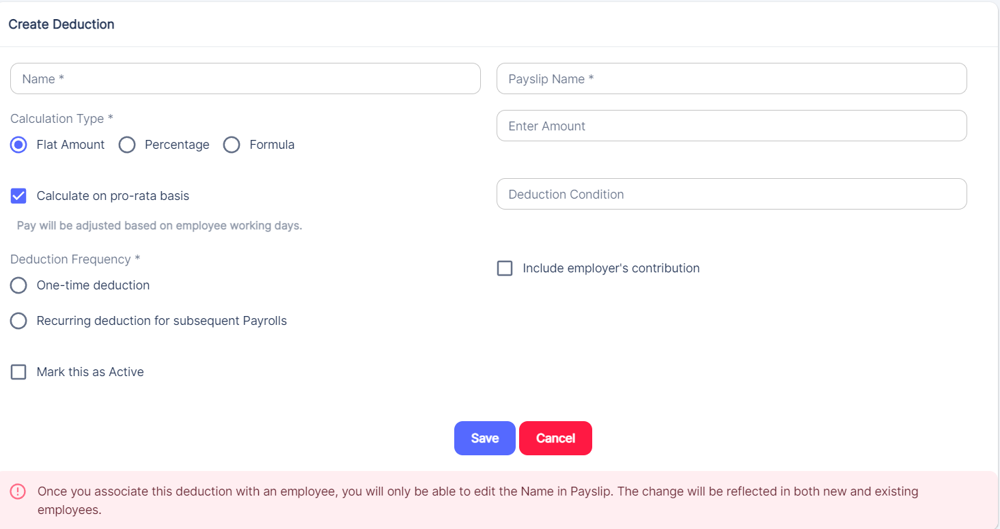 Create Deduction
Name *
Payslip Name *
Calculation Type *
Enter Amount
Flat Amount
Percentage
Formula
Calculate on pro-rata basis
Deduction Condition
Pay will be adjusted based on employee working days.
Deduction Frequency *
Include employer's contribution
One-time deduction
Recurring deduction for subsequent Payrolls
Mark this as Active
Save
Cancel
Once you associate this deduction with an employee, you will only be able to edit the Name in Payslip. The change will be reflected in both new and existing
employees.